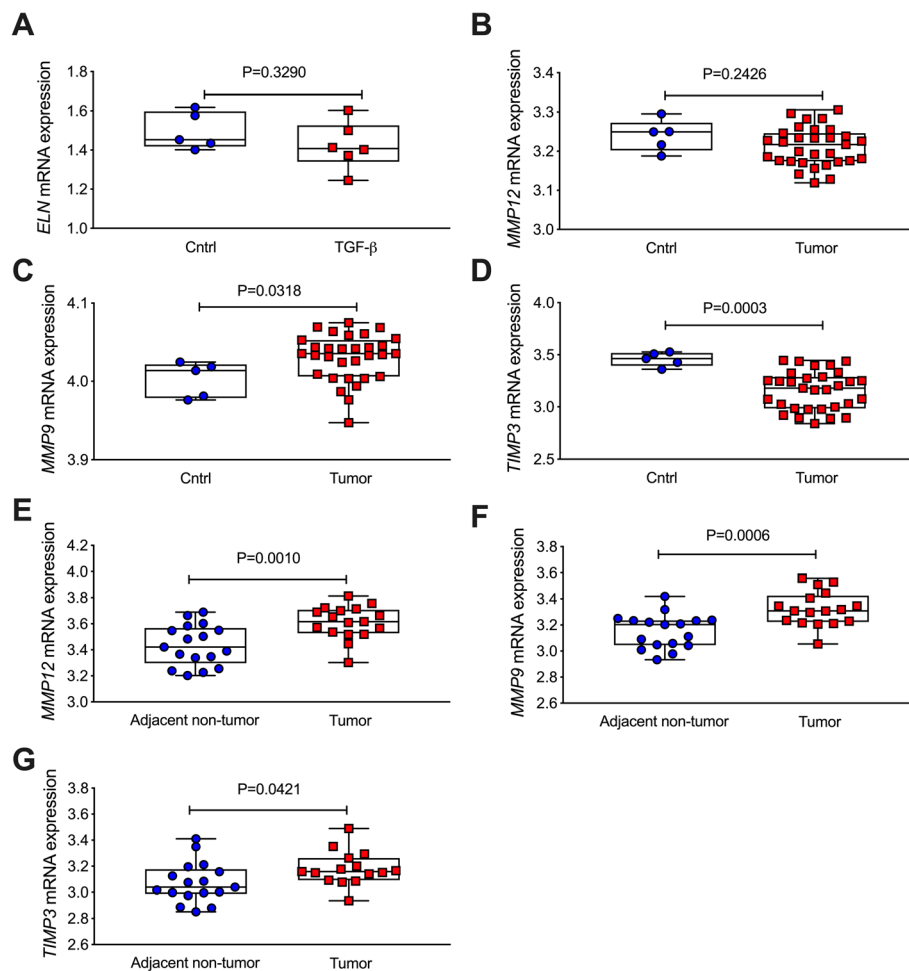 A
P=0.3290
ELN mRNA expression
1.8
1.6
1.4
1.2
1.0
Cntrl
TGF-β
B
P=0.2426
MMP12 mRNA expression
3.4
3.2
3.0
Cntrl
Tumor
C
P=0.0318
MMP9 mRNA expression
4.1
4.0
3.9
Cntrl
Tumor
D
P=0.0003
TIMP3 mRNA expression
4.0
3.5
3.0
2.5
Cntrl
Tumor
E
P=0.0010
MMP12 mRNA expression
4.2
4.0
3.8
3.6
3.4
3.2
3.0
Adjacent non-tumor
Tumor
F
P=0.0006
MMP9 mRNA expression
3.8
3.6
3.4
3.2
3.0
2.8
2.6
Adjacent non-tumor
Tumor
G
P=0.0421
TIMP3 mRNA expression
3.8
3.6
3.4
3.2
3.0
2.8
2.6
Adjacent non-tumor
Tumor